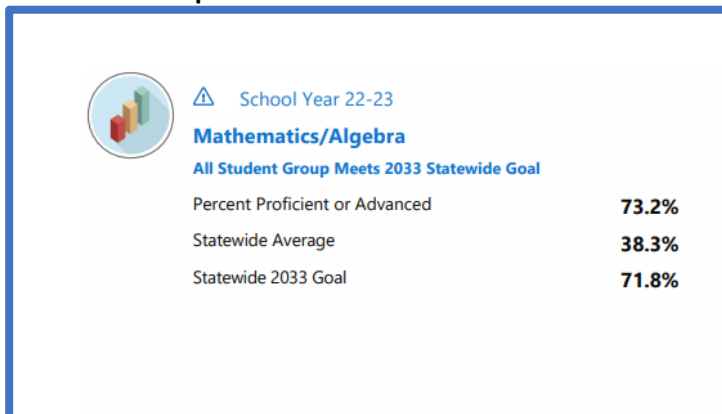 School Year 22-23
Mathematics/Algebra
All Student Group Meets 2033 Statewide Goal
Percent Proficient or Advanced 73.2%
Statewide Average 38.3%
Statewide 2033 Goal 71.8%